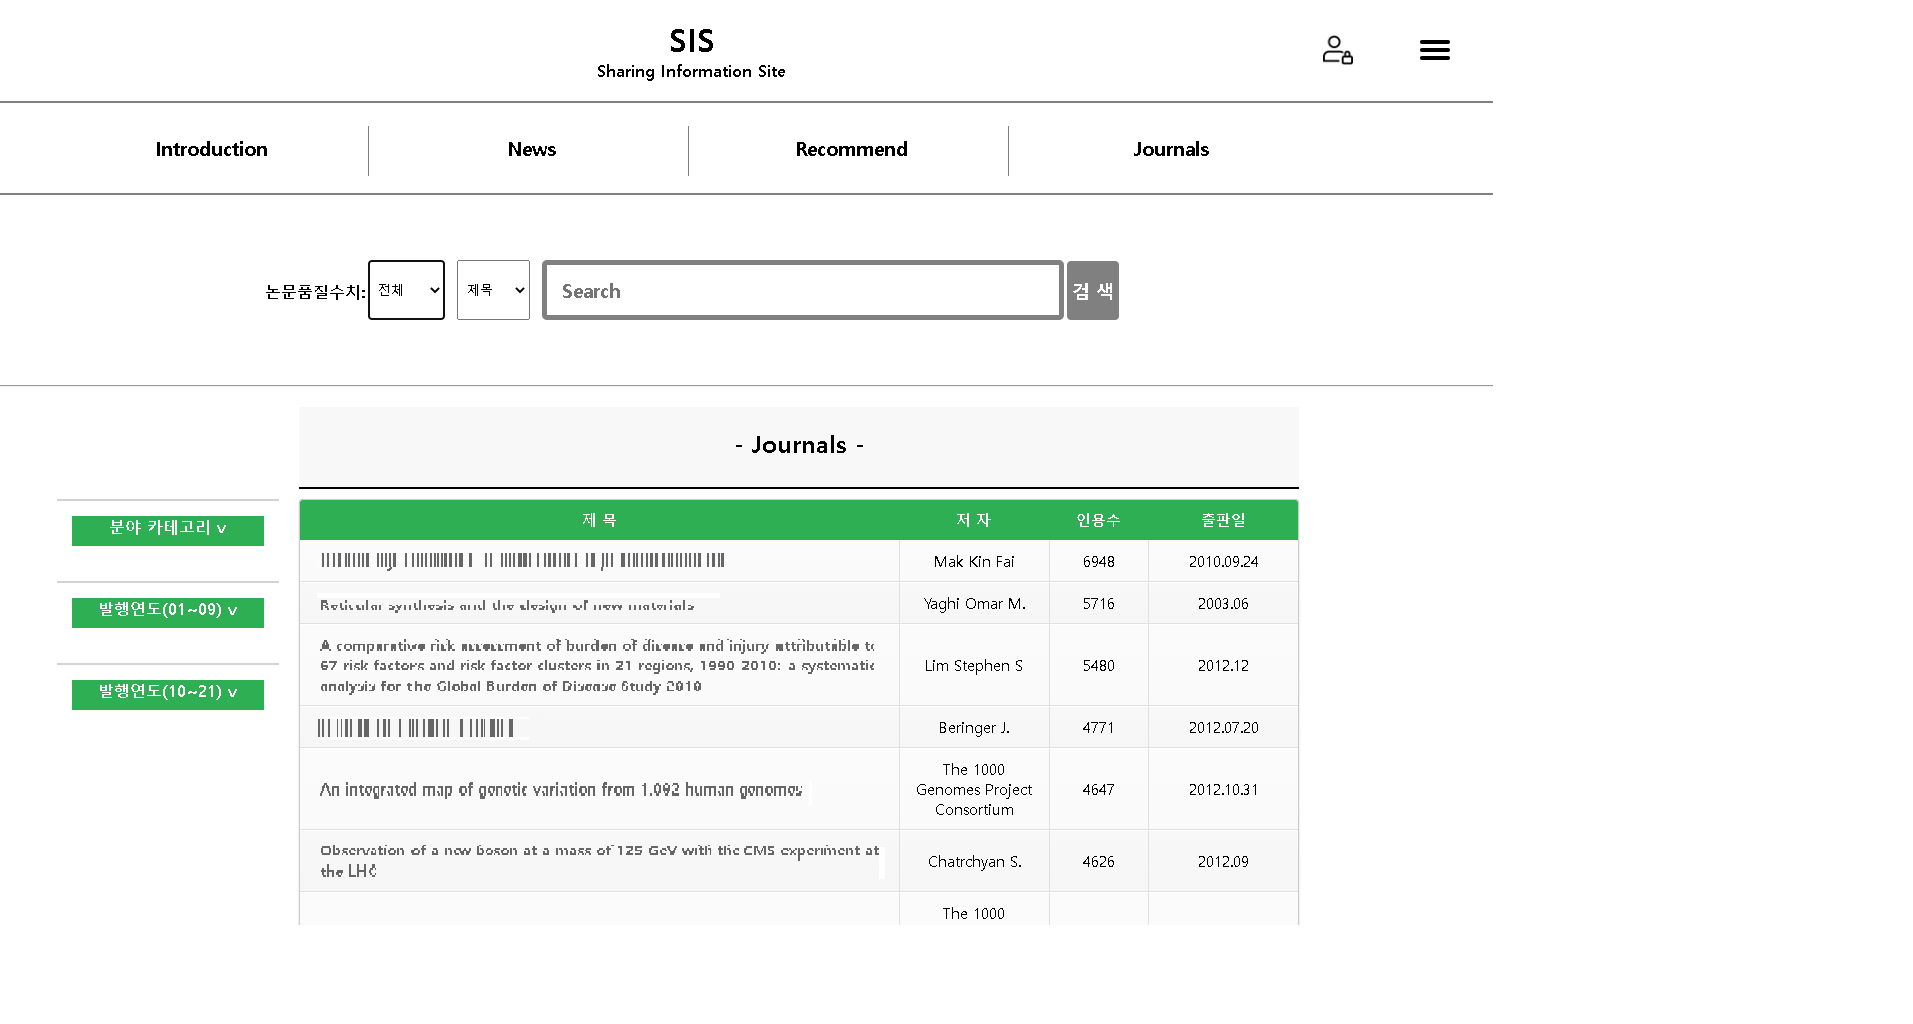 SIS
Sharing Information Site
Introduction
News
Recommend
Journals
논문품질수치:
전체
제목
Search
검 색
- Journals -
분야 카테고리 ∨
발행연도(01~09) ∨
발행연도(10~21) ∨
제 목
저 자
인용수
출판일
Mak Kin Fai
6948
2010.09.24
Reticular synthesis and the design of new materials
Yaghi Omar M.
5716
2003.06
A comparative risk assessment of burden of disease and injury attributable to
67 risk factors and risk factor clusters in 21 regions, 1990-2010: a systematic
analysis for the Global Burden of Disease Study 2010
Lim Stephen S
5480
2012.12
Beringer J.
4771
2012.07.20
An integrated map of genetic variation from 1.092 human genomes
The 1000
Genomes Project
Consortium
4647
2012.10.31
Observation of a new boson at a mass of 125 GeV with the CMS experiment at
the LHC
Chatrchyan S.
4626
2012.09
The 1000